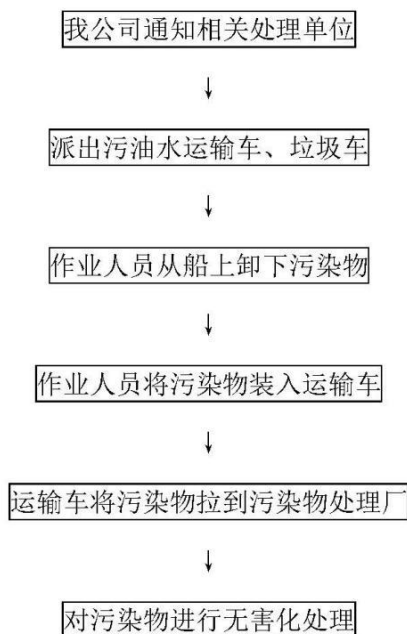 我公司通知相关处理单位
↓
派出污油水运输车、垃圾车
↓
作业人员从船上卸下污染物
↓
作业人员将污染物装入运输车
↓
运输车将污染物拉到污染物处理厂
↓
对污染物进行无害化处理